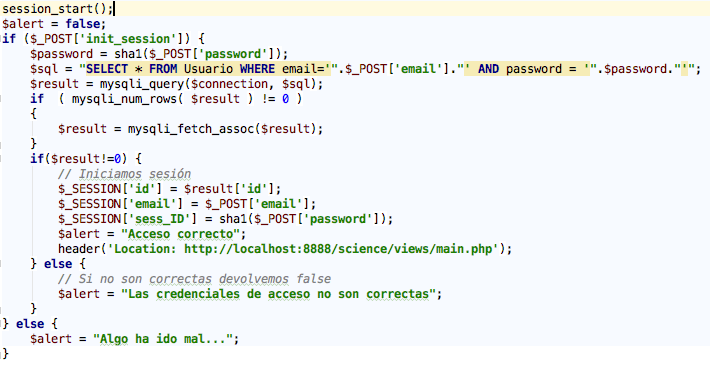 session_start();
$alert = false;
if ($_POST['init_session']) {
    $password = sha1($_POST['password']);
    $sql = "SELECT * FROM Usuario WHERE email='".$_POST['email']."' AND password = '".$password."'";
    $result = mysqli_query($connection, $sql);
    if  ( mysqli_num_rows( $result ) != 0 )
    {
        $result = mysqli_fetch_assoc($result);
    }
    if($result!=0) {
        // Iniciamos sesión
        $_SESSION['id'] = $result['id'];
        $_SESSION['email'] = $_POST['email'];
        $_SESSION['sess_ID'] = sha1($_POST['password']);
        $alert = "Acceso correcto";
        header('Location: http://localhost:8888/science/views/main.php');
    } else {
        // Si no son correctas devolvemos false
        $alert = "Las credenciales de acceso no son correctas";
    }
} else {
    $alert = "Algo ha ido mal...";
}